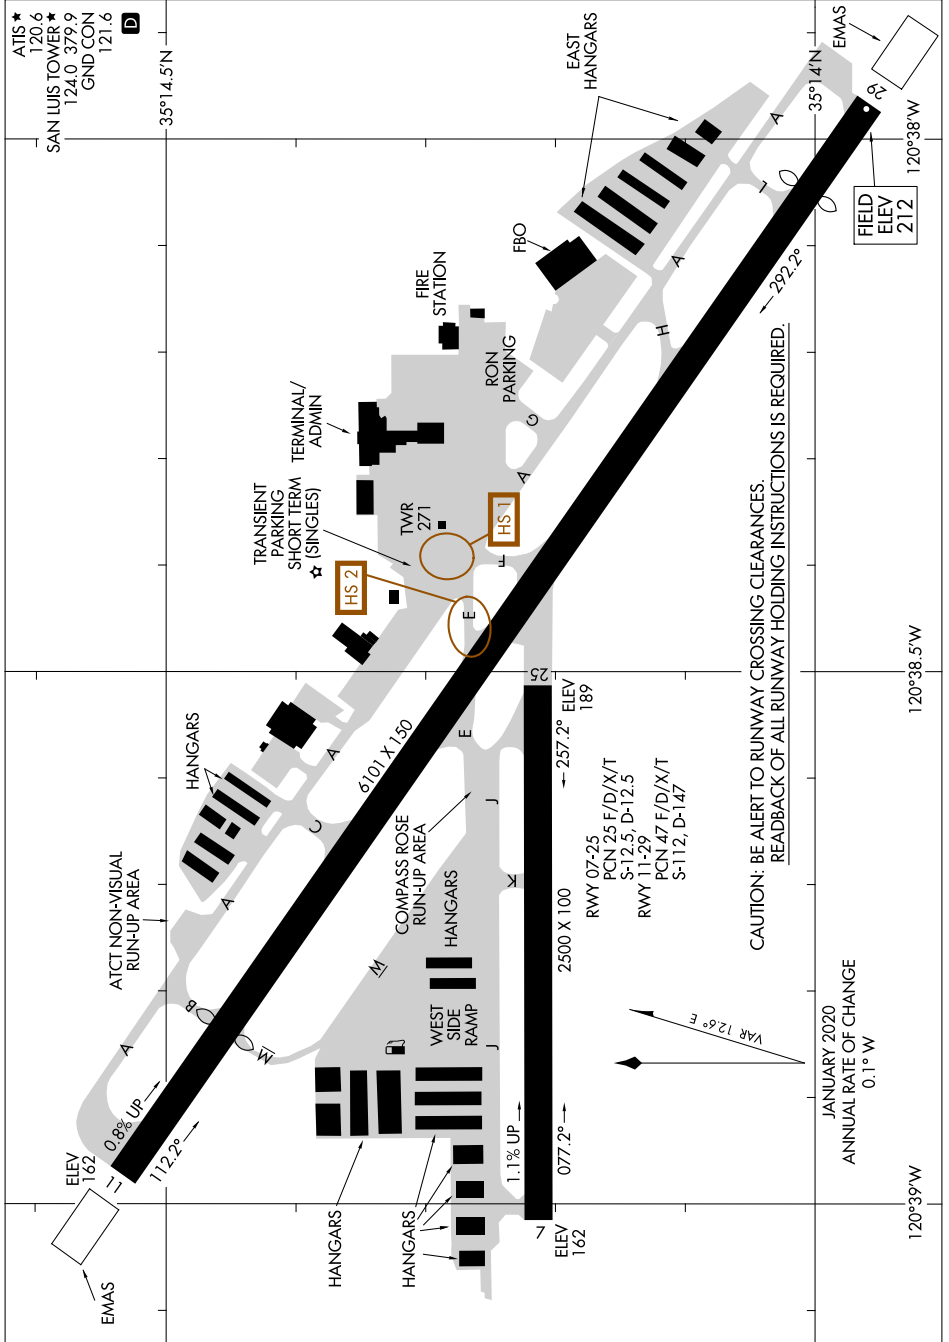 ATIS ★
120.6
SAN LUIS TOWER ★
124.0 379.9
GND CON
121.6
D
35°14.5'N
35°14'N
120°38'W
120°38.5'W
120°39'W
EMAS
29
FIELD
ELEV
212
EAST
HANGARS
A
L
FBO
A
292.2°
H
FIRE
STATION
RON
PARKING
G
A
TERMINAL/
ADMIN
TRANSIENT
PARKING
SHORT TERM
(SINGLES)
TWR
271
HS 1
HS 2
F
E
25
ELEV
189
257.2°
E
J
K
HANGARS
A
C
A
6101 X 150
COMPASS ROSE
RUN-UP AREA
HANGARS
ATCT NON-VISUAL
RUN-UP AREA
M
B
M
A
WEST
SIDE
RAMP
J
2500 X 100
RWY 07-25
PCN 25 F/D/X/T
S-12.5, D-12.5
RWY 11-29
PCN 47 F/D/X/T
S-112, D-147
CAUTION: BE ALERT TO RUNWAY CROSSING CLEARANCES.
READBACK OF ALL RUNWAY HOLDING INSTRUCTIONS IS REQUIRED.
0.8% UP
112.2°
ELEV
162
11
EMAS
HANGARS
HANGARS
1.1% UP
077.2°
7
ELEV
162
VAR 12.6° E
JANUARY 2020
ANNUAL RATE OF CHANGE
0.1° W